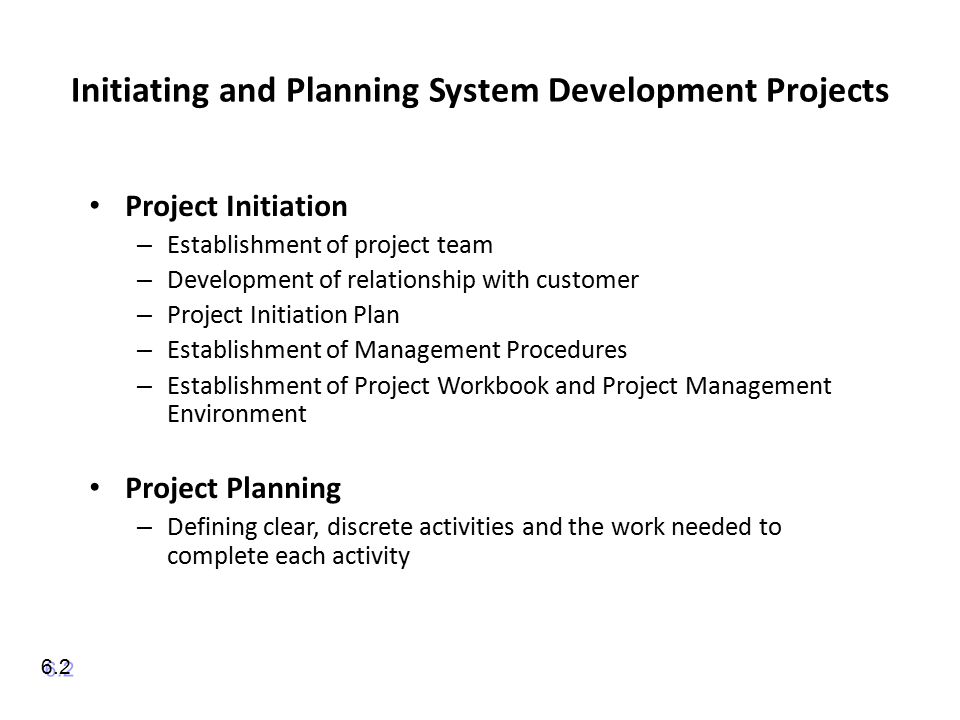 Initiating and Planning System Development Projects
• Project Initiation
– Establishment of project team
– Development of relationship with customer
– Project Initiation Plan
– Establishment of Management Procedures
– Establishment of Project Workbook and Project Management
Environment
• Project Planning
– Defining clear, discrete activities and the work needed to
complete each activity
6.2
6.2